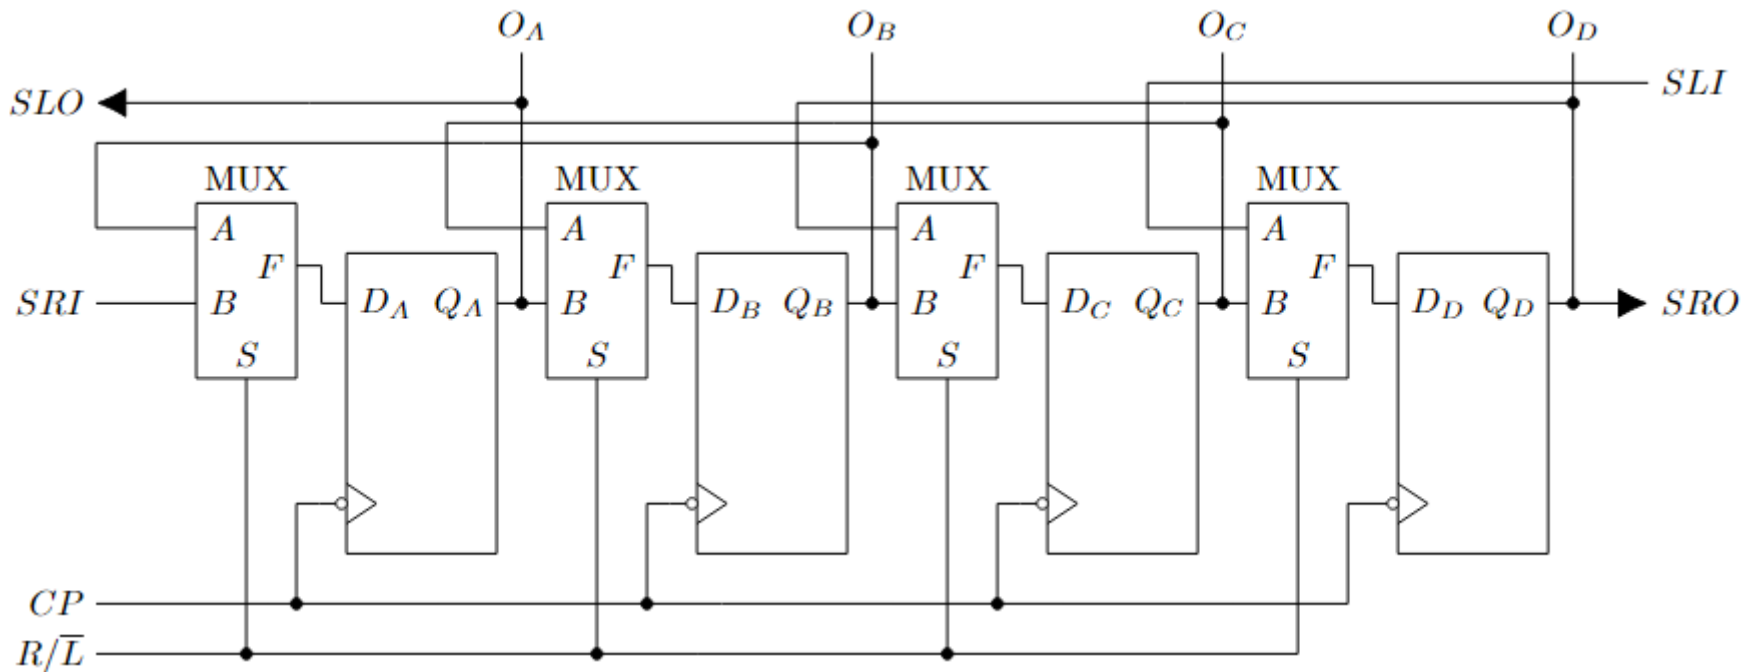 O_A O_B O_C O_D
SLO SLI
MUX MUX MUX MUX
A A A A
F F F F
SRI B D_A Q_A B D_B Q_B B D_C Q_C B D_D Q_D SRO
S S S S
CP
R/L̅